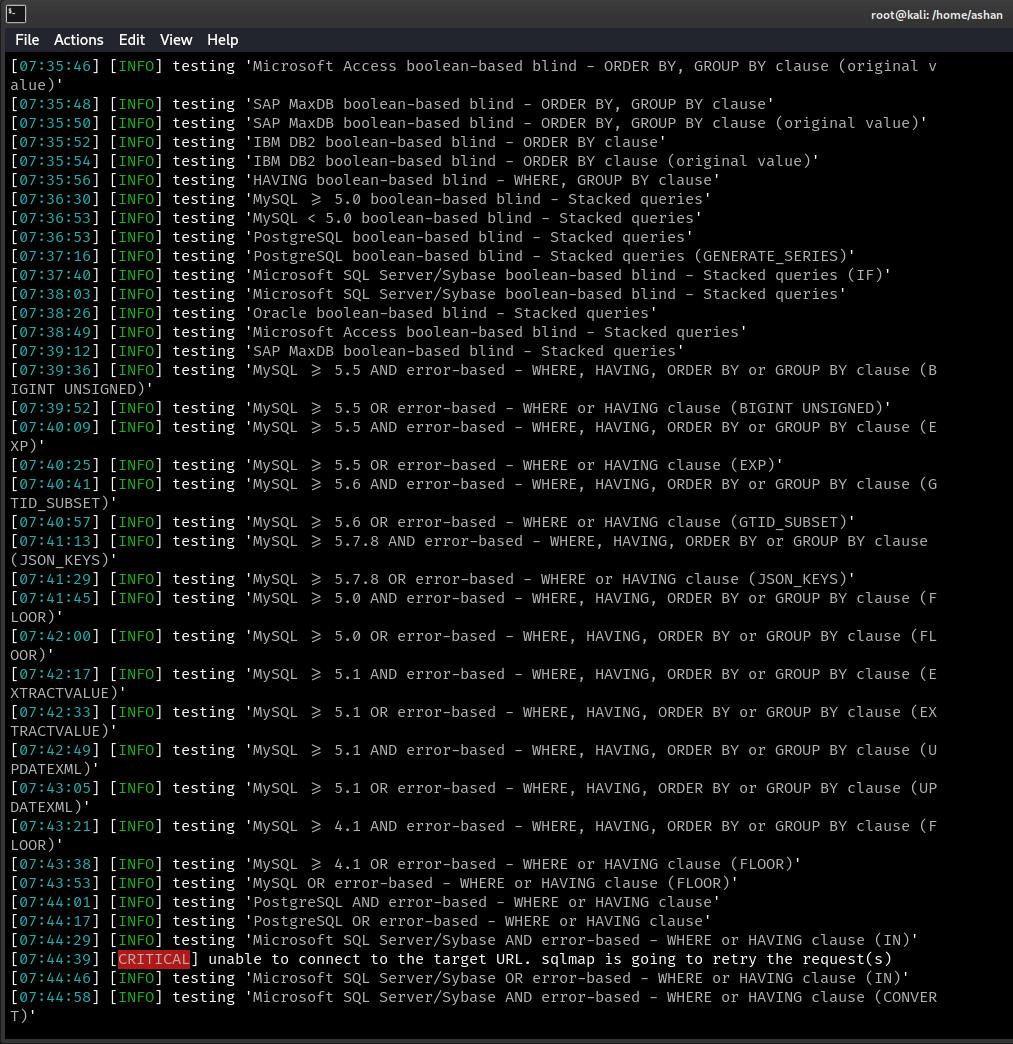 root@kali: /home/ashan
File Actions Edit View Help
[07:35:46] [INFO] testing 'Microsoft Access boolean-based blind - ORDER BY, GROUP BY clause (original v
alue)'
[07:35:48] [INFO] testing 'SAP MaxDB boolean-based blind - ORDER BY, GROUP BY clause'
[07:35:50] [INFO] testing 'SAP MaxDB boolean-based blind - ORDER BY, GROUP BY clause (original value)'
[07:35:52] [INFO] testing 'IBM DB2 boolean-based blind - ORDER BY clause'
[07:35:54] [INFO] testing 'IBM DB2 boolean-based blind - ORDER BY clause (original value)'
[07:35:56] [INFO] testing 'HAVING boolean-based blind - WHERE, GROUP BY clause'
[07:36:30] [INFO] testing 'MySQL ≥ 5.0 boolean-based blind - Stacked queries'
[07:36:53] [INFO] testing 'MySQL < 5.0 boolean-based blind - Stacked queries'
[07:36:53] [INFO] testing 'PostgreSQL boolean-based blind - Stacked queries'
[07:37:16] [INFO] testing 'PostgreSQL boolean-based blind - Stacked queries (GENERATE_SERIES)'
[07:37:40] [INFO] testing 'Microsoft SQL Server/Sybase boolean-based blind - Stacked queries (IF)'
[07:38:03] [INFO] testing 'Microsoft SQL Server/Sybase boolean-based blind - Stacked queries'
[07:38:26] [INFO] testing 'Oracle boolean-based blind - Stacked queries'
[07:38:49] [INFO] testing 'Microsoft Access boolean-based blind - Stacked queries'
[07:39:12] [INFO] testing 'SAP MaxDB boolean-based blind - Stacked queries'
[07:39:36] [INFO] testing 'MySQL ≥ 5.5 AND error-based - WHERE, HAVING, ORDER BY or GROUP BY clause (B
IGINT UNSIGNED)'
[07:39:52] [INFO] testing 'MySQL ≥ 5.5 OR error-based - WHERE or HAVING clause (BIGINT UNSIGNED)'
[07:40:09] [INFO] testing 'MySQL ≥ 5.5 AND error-based - WHERE, HAVING, ORDER BY or GROUP BY clause (E
XP)'
[07:40:25] [INFO] testing 'MySQL ≥ 5.5 OR error-based - WHERE or HAVING clause (EXP)'
[07:40:41] [INFO] testing 'MySQL ≥ 5.6 AND error-based - WHERE, HAVING, ORDER BY or GROUP BY clause (G
TID_SUBSET)'
[07:40:57] [INFO] testing 'MySQL ≥ 5.6 OR error-based - WHERE or HAVING clause (GTID_SUBSET)'
[07:41:13] [INFO] testing 'MySQL ≥ 5.7.8 AND error-based - WHERE, HAVING, ORDER BY or GROUP BY clause
(JSON_KEYS)'
[07:41:29] [INFO] testing 'MySQL ≥ 5.7.8 OR error-based - WHERE or HAVING clause (JSON_KEYS)'
[07:41:45] [INFO] testing 'MySQL ≥ 5.0 AND error-based - WHERE, HAVING, ORDER BY or GROUP BY clause (F
LOOR)'
[07:42:00] [INFO] testing 'MySQL ≥ 5.0 OR error-based - WHERE, HAVING, ORDER BY or GROUP BY clause (FL
OOR)'
[07:42:17] [INFO] testing 'MySQL ≥ 5.1 AND error-based - WHERE, HAVING, ORDER BY or GROUP BY clause (E
XTRACTVALUE)'
[07:42:33] [INFO] testing 'MySQL ≥ 5.1 OR error-based - WHERE, HAVING, ORDER BY or GROUP BY clause (EX
TRACTVALUE)'
[07:42:49] [INFO] testing 'MySQL ≥ 5.1 AND error-based - WHERE, HAVING, ORDER BY or GROUP BY clause (U
PDATEXML)'
[07:43:05] [INFO] testing 'MySQL ≥ 5.1 OR error-based - WHERE, HAVING, ORDER BY or GROUP BY clause (UP
DATEXML)'
[07:43:21] [INFO] testing 'MySQL ≥ 4.1 AND error-based - WHERE, HAVING, ORDER BY or GROUP BY clause (F
LOOR)'
[07:43:38] [INFO] testing 'MySQL ≥ 4.1 OR error-based - WHERE or HAVING clause (FLOOR)'
[07:43:53] [INFO] testing 'MySQL OR error-based - WHERE or HAVING clause (FLOOR)'
[07:44:01] [INFO] testing 'PostgreSQL AND error-based - WHERE or HAVING clause'
[07:44:17] [INFO] testing 'PostgreSQL OR error-based - WHERE or HAVING clause'
[07:44:29] [INFO] testing 'Microsoft SQL Server/Sybase AND error-based - WHERE or HAVING clause (IN)'
[07:44:39] [CRITICAL] unable to connect to the target URL. sqlmap is going to retry the request(s)
[07:44:46] [INFO] testing 'Microsoft SQL Server/Sybase OR error-based - WHERE or HAVING clause (IN)'
[07:44:58] [INFO] testing 'Microsoft SQL Server/Sybase AND error-based - WHERE or HAVING clause (CONVER
T)'